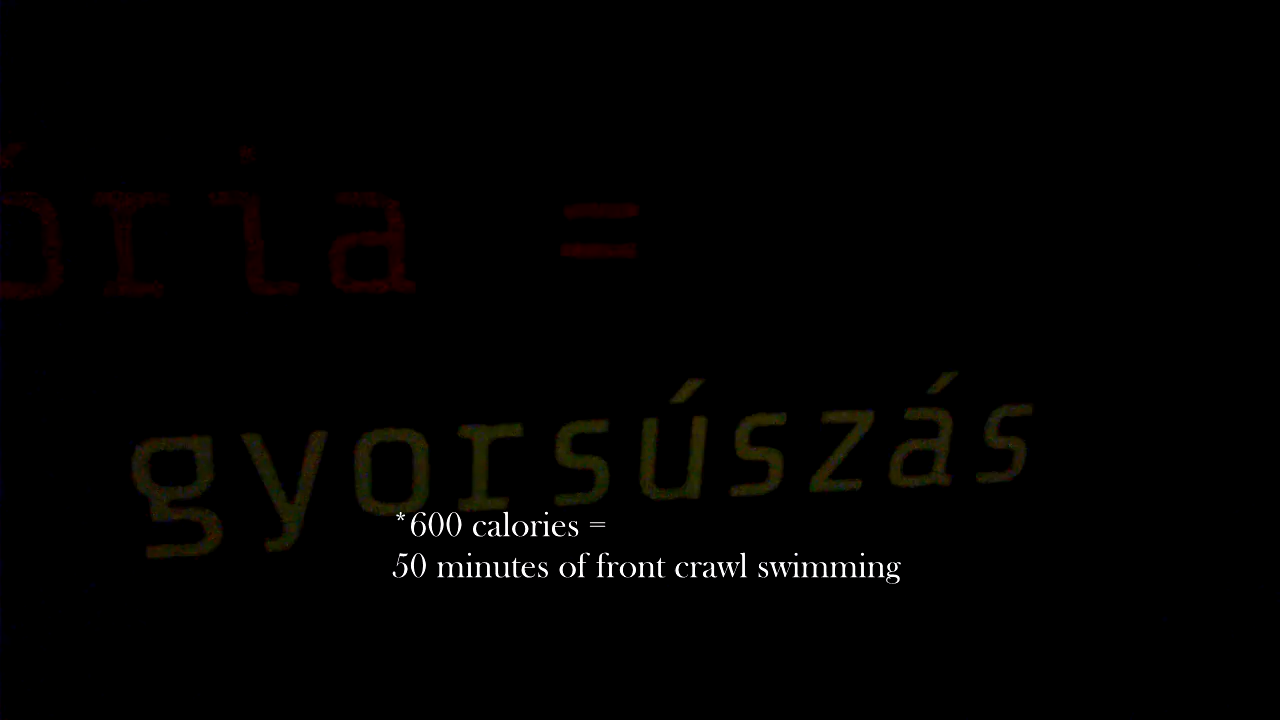 ória =
gyorsúszás
*600 calories =
50 minutes of front crawl swimming